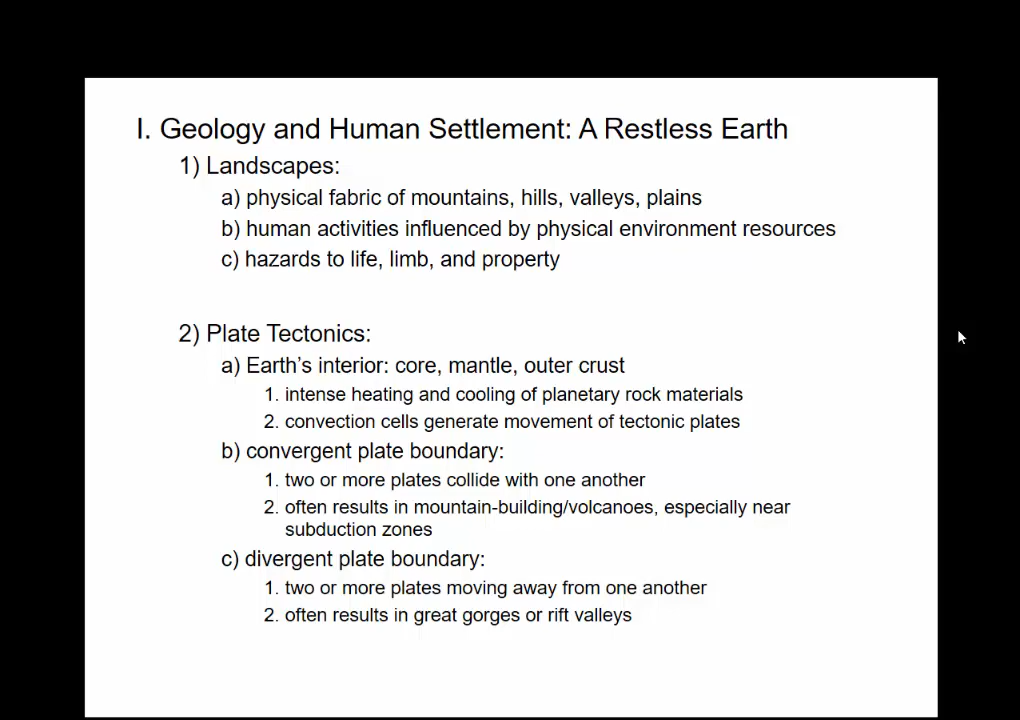 I. Geology and Human Settlement: A Restless Earth
1) Landscapes:
a) physical fabric of mountains, hills, valleys, plains
b) human activities influenced by physical environment resources
c) hazards to life, limb, and property
2) Plate Tectonics:
a) Earth’s interior: core, mantle, outer crust
1. intense heating and cooling of planetary rock materials
2. convection cells generate movement of tectonic plates
b) convergent plate boundary:
1. two or more plates collide with one another
2. often results in mountain-building/volcanoes, especially near
subduction zones
c) divergent plate boundary:
1. two or more plates moving away from one another
2. often results in great gorges or rift valleys